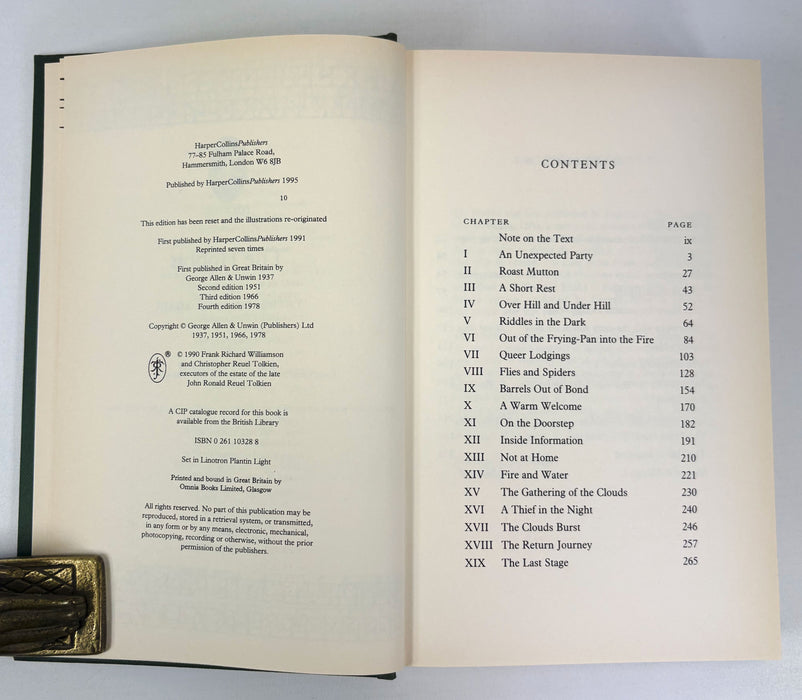 HarperCollinsPublishers
77–85 Fulham Palace Road,
Hammersmith, London W6 8JB
Published by HarperCollinsPublishers 1995
10
This edition has been reset and the illustrations re-originated
First published by HarperCollinsPublishers 1991
Reprinted seven times
First published in Great Britain by
George Allen & Unwin 1937
Second edition 1951
Third edition 1966
Fourth edition 1978
Copyright © George Allen & Unwin (Publishers) Ltd
1937, 1951, 1966, 1978
® © 1990 Frank Richard Williamson
and Christopher Reuel Tolkien,
executors of the estate of the late
John Ronald Reuel Tolkien
A CIP catalogue record for this book is
available from the British Library
ISBN 0 261 10328 8
Set in Linotron Plantin Light
Printed and bound in Great Britain by
Omnia Books Limited, Glasgow
All rights reserved. No part of this publication may be
reproduced, stored in a retrieval system, or transmitted,
in any form or by any means, electronic, mechanical,
photocopying, recording or otherwise, without the prior
permission of the publishers.
CONTENTS
CHAPTER PAGE
Note on the Text ix
I An Unexpected Party 3
II Roast Mutton 27
III A Short Rest 43
IV Over Hill and Under Hill 52
V Riddles in the Dark 64
VI Out of the Frying-Pan into the Fire 84
VII Queer Lodgings 103
VIII Flies and Spiders 128
IX Barrels Out of Bond 154
X A Warm Welcome 170
XI On the Doorstep 182
XII Inside Information 191
XIII Not at Home 210
XIV Fire and Water 221
XV The Gathering of the Clouds 230
XVI A Thief in the Night 240
XVII The Clouds Burst 246
XVIII The Return Journey 257
XIX The Last Stage 265